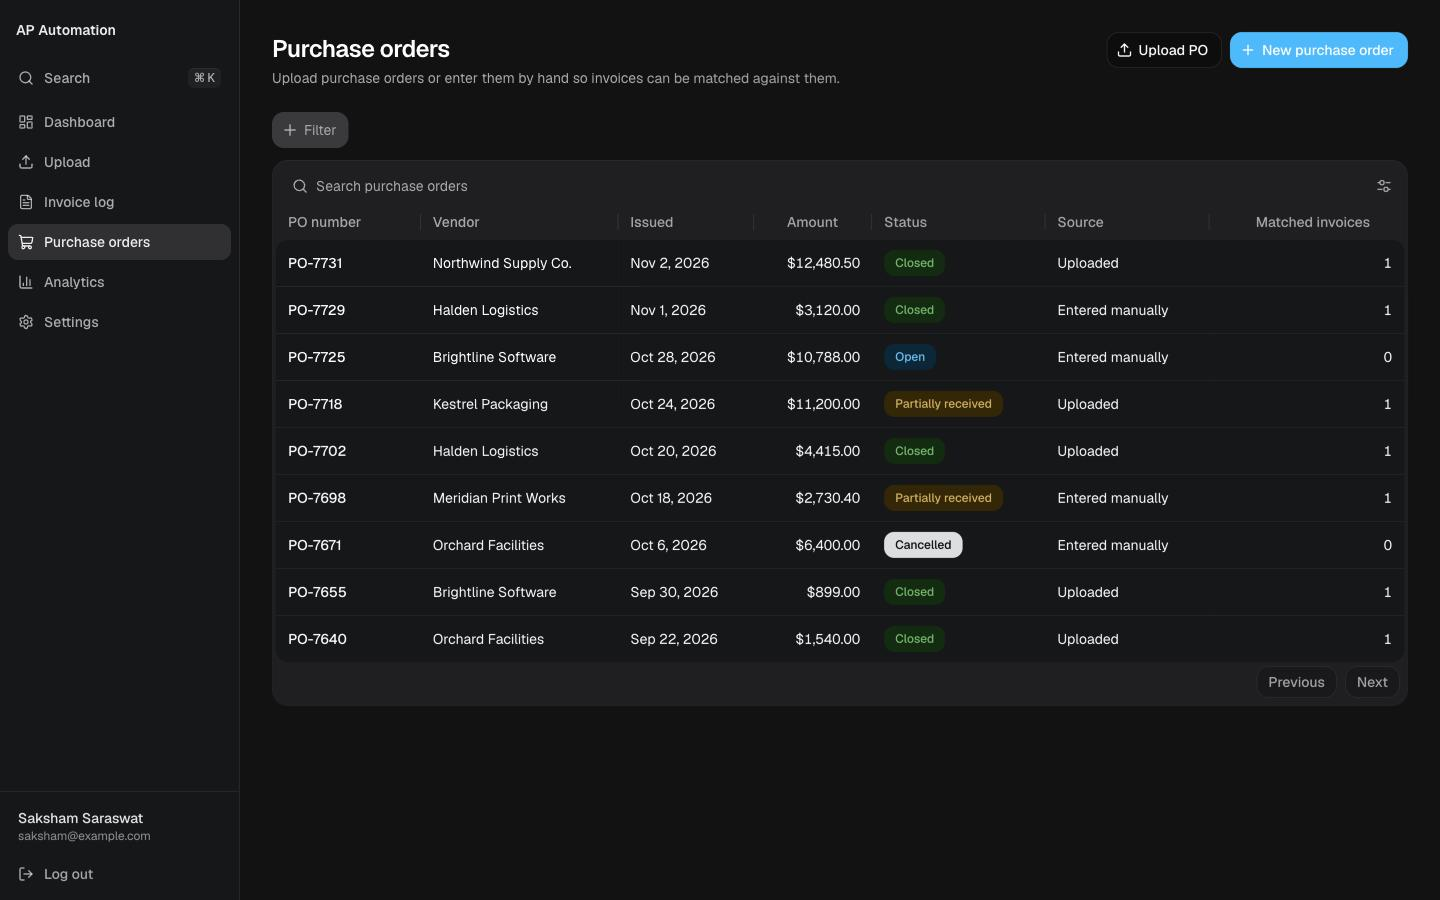 AP Automation
Search ⌘ K
Dashboard
Upload
Invoice log
Purchase orders
Analytics
Settings
Saksham Saraswat
saksham@example.com
Log out
Purchase orders
Upload purchase orders or enter them by hand so invoices can be matched against them.
Upload PO
New purchase order
Filter
Search purchase orders
PO number Vendor Issued Amount Status Source Matched invoices
PO-7731 Northwind Supply Co. Nov 2, 2026 $12,480.50 Closed Uploaded 1
PO-7729 Halden Logistics Nov 1, 2026 $3,120.00 Closed Entered manually 1
PO-7725 Brightline Software Oct 28, 2026 $10,788.00 Open Entered manually 0
PO-7718 Kestrel Packaging Oct 24, 2026 $11,200.00 Partially received Uploaded 1
PO-7702 Halden Logistics Oct 20, 2026 $4,415.00 Closed Uploaded 1
PO-7698 Meridian Print Works Oct 18, 2026 $2,730.40 Partially received Entered manually 1
PO-7671 Orchard Facilities Oct 6, 2026 $6,400.00 Cancelled Entered manually 0
PO-7655 Brightline Software Sep 30, 2026 $899.00 Closed Uploaded 1
PO-7640 Orchard Facilities Sep 22, 2026 $1,540.00 Closed Uploaded 1
Previous Next